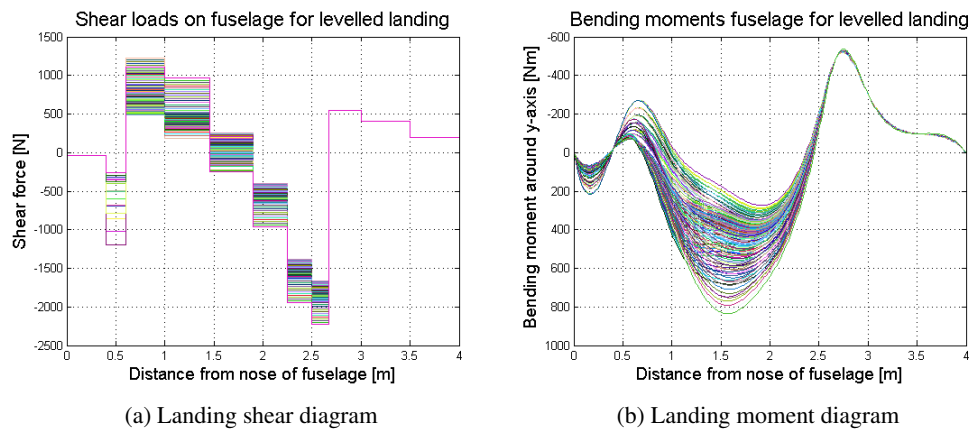 Shear loads on fuselage for levelled landing
Shear force [N]
1500
1000
500
0
-500
-1000
-1500
-2000
-2500
0 0.5 1 1.5 2 2.5 3 3.5 4
Distance from nose of fuselage [m]
(a) Landing shear diagram
Bending moments fuselage for levelled landing
Bending moment around y-axis [Nm]
-600
-400
-200
0
200
400
600
800
1000
0 0.5 1 1.5 2 2.5 3 3.5 4
Distance from nose of fuselage [m]
(b) Landing moment diagram